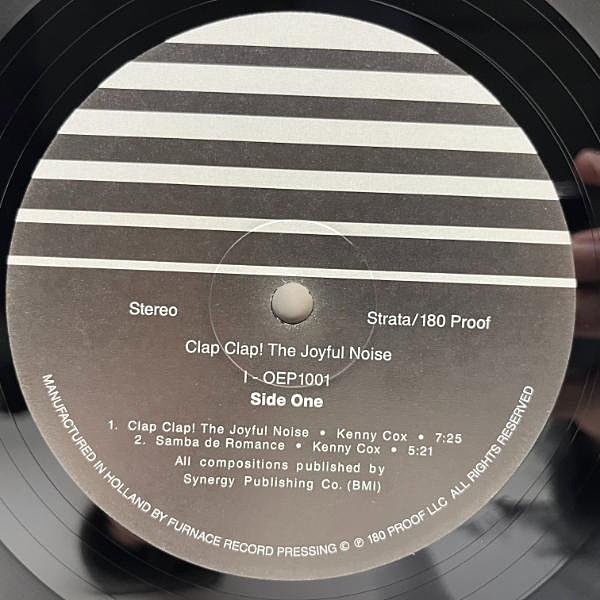 Stereo
Strata/180 Proof
Clap Clap! The Joyful Noise
I - OEP1001
Side One
1. Clap Clap! The Joyful Noise • Kenny Cox • 7:25
2. Samba de Romance • Kenny Cox • 5:21
All compositions published by
Synergy Publishing Co. (BMI)
MANUFACTURED IN HOLLAND BY FURNACE RECORD PRESSING © ℗ 180 PROOF LLC ALL RIGHTS RESERVED